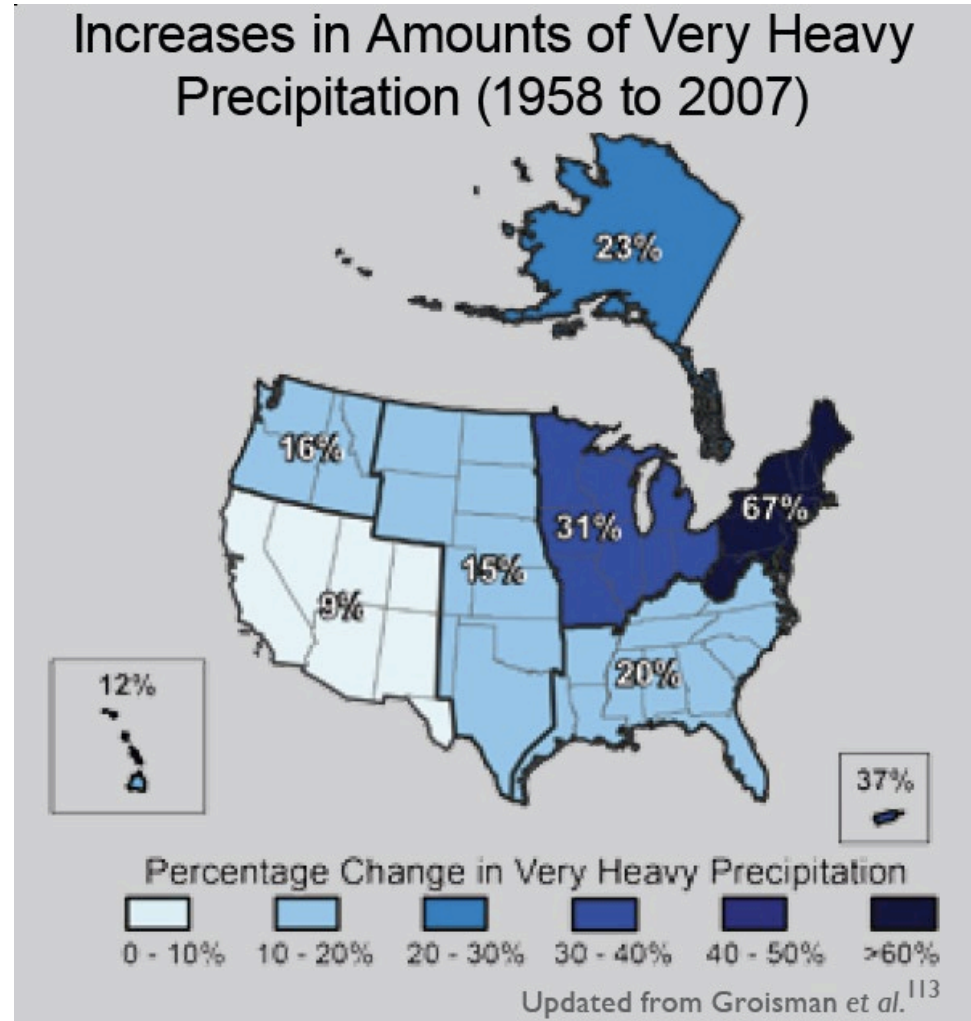 Increases in Amounts of Very Heavy
Precipitation (1958 to 2007)
23%
16%
67%
31%
15%
9%
20%
12%
37%
Percentage Change in Very Heavy Precipitation
0 - 10%
10 - 20%
20 - 30%
30 - 40%
40 - 50%
>60%
Updated from Groisman et al.113